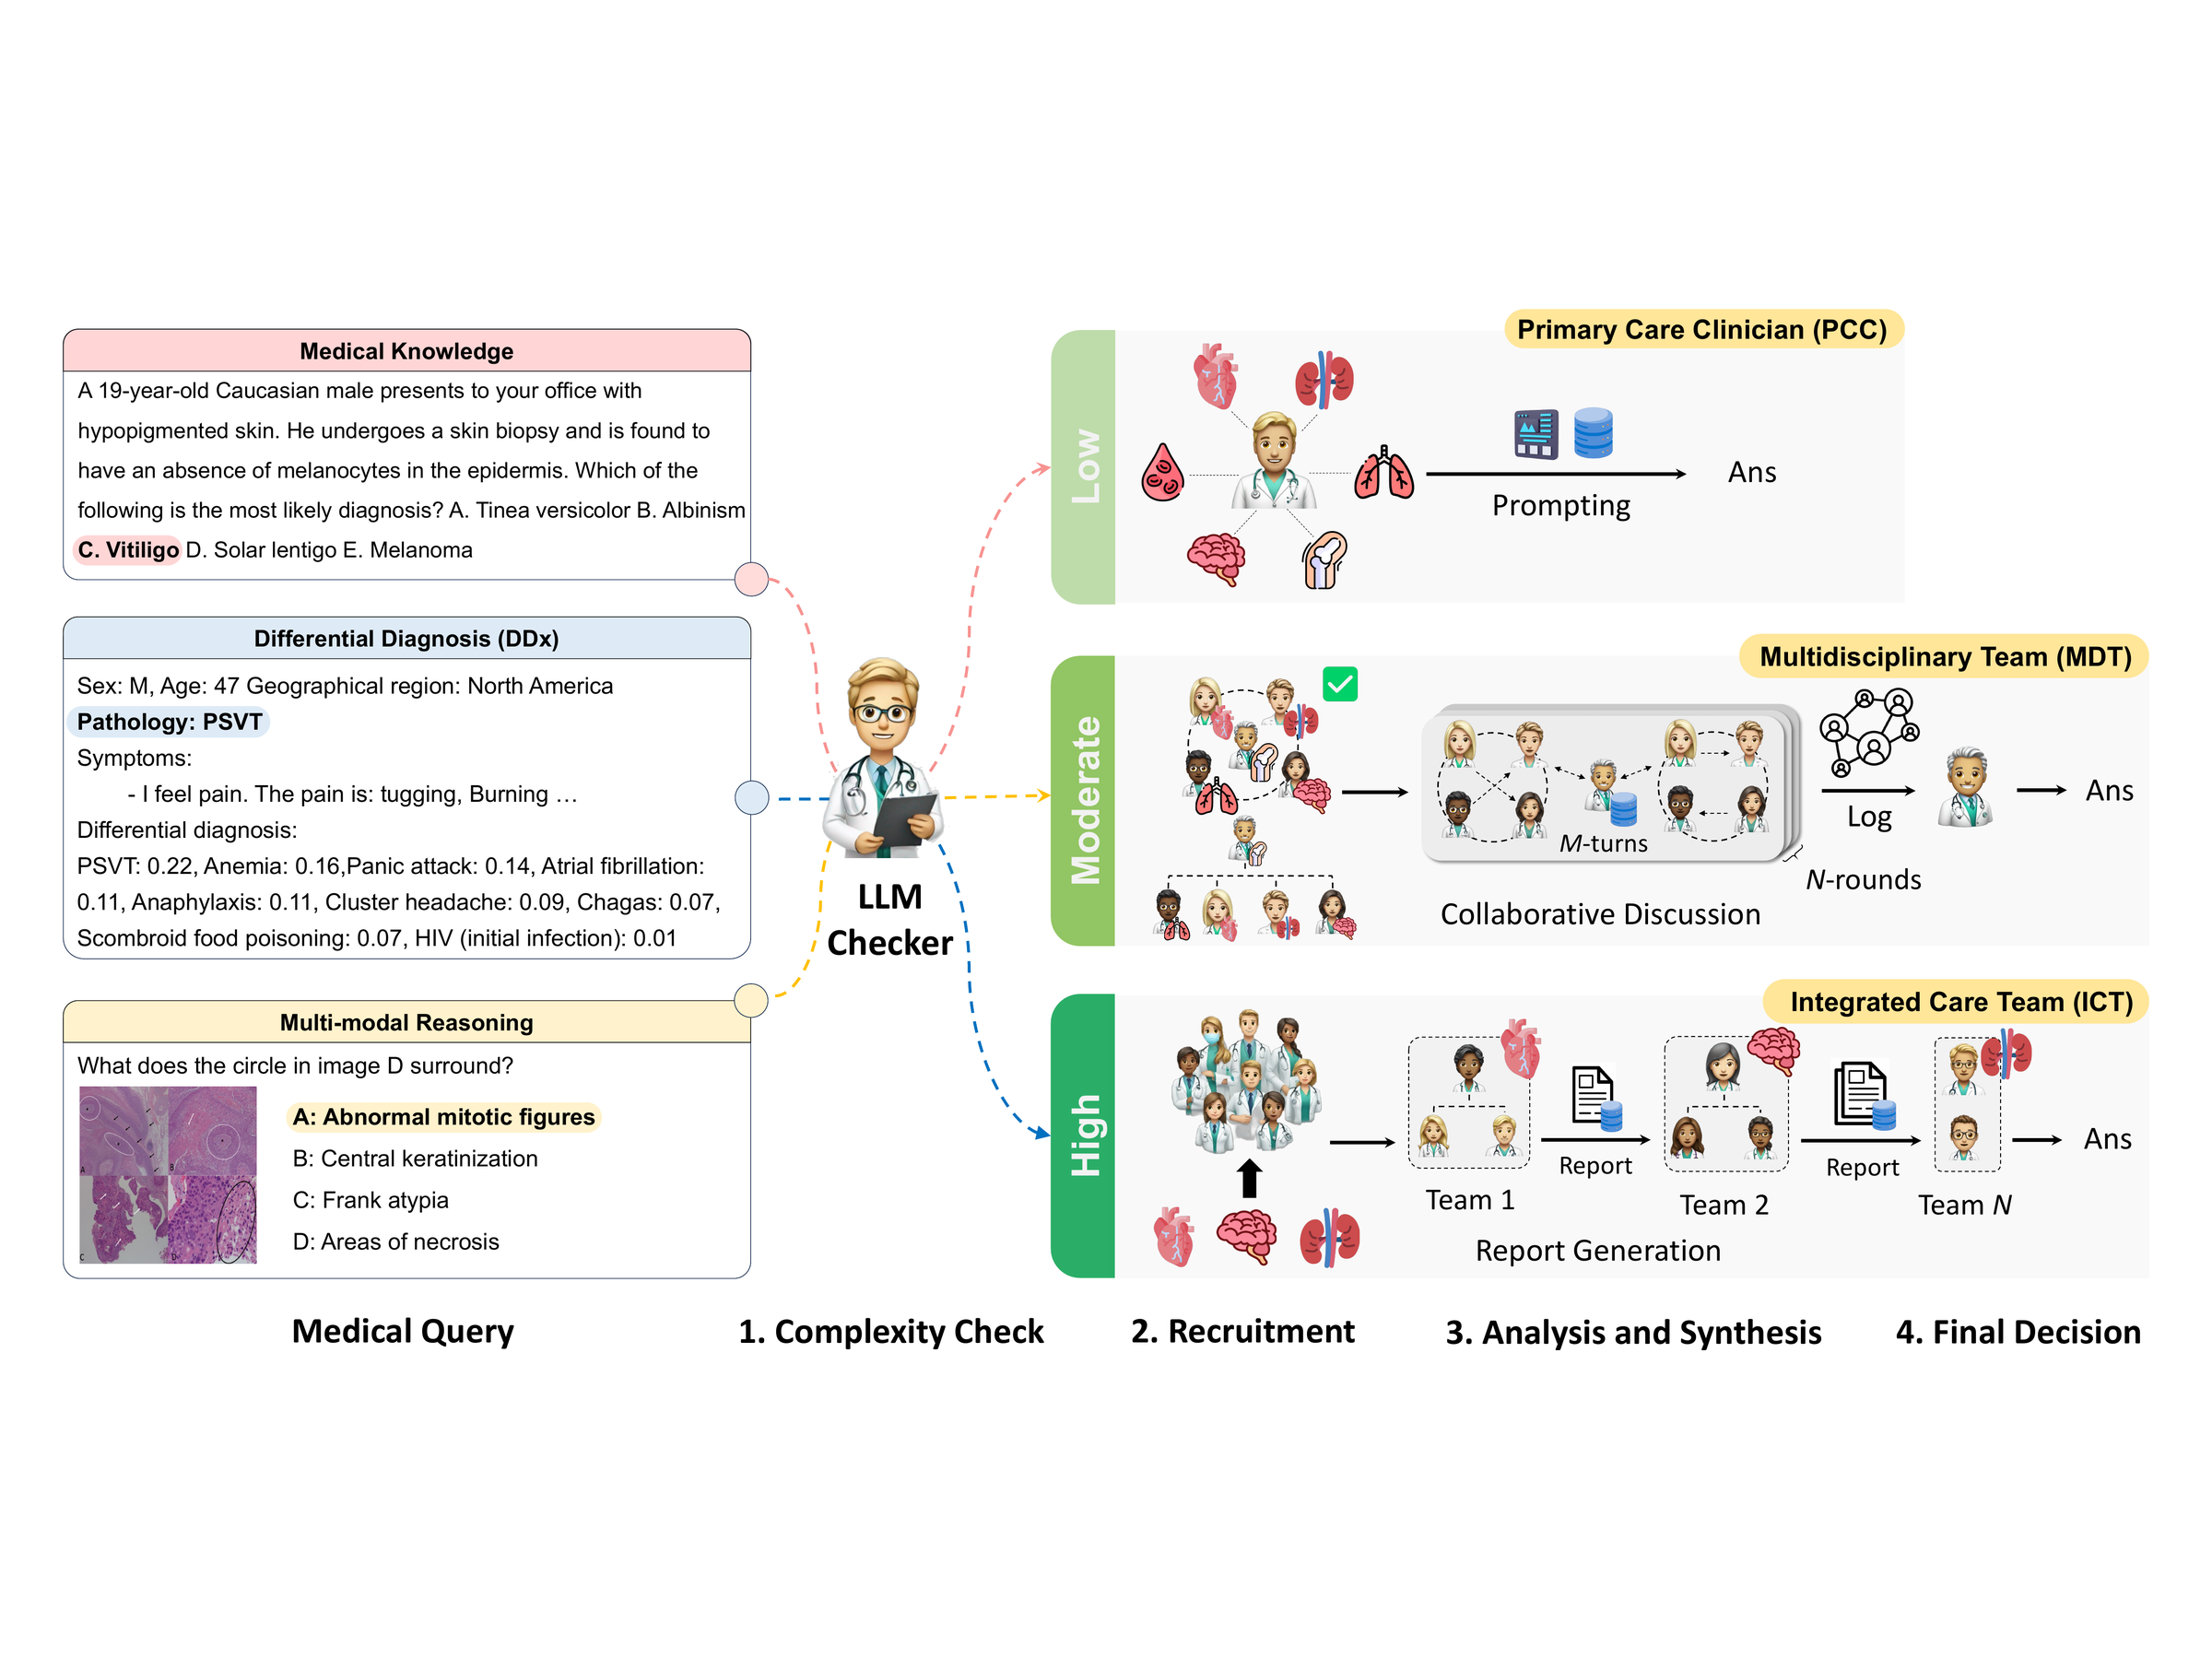 Medical Knowledge
A 19-year-old Caucasian male presents to your office with
hypopigmented skin. He undergoes a skin biopsy and is found to
have an absence of melanocytes in the epidermis. Which of the
following is the most likely diagnosis? A. Tinea versicolor B. Albinism
C. Vitiligo D. Solar lentigo E. Melanoma
Differential Diagnosis (DDx)
Sex: M, Age: 47 Geographical region: North America
Pathology: PSVT
Symptoms:
- I feel pain. The pain is: tugging, Burning …
Differential diagnosis:
PSVT: 0.22, Anemia: 0.16,Panic attack: 0.14, Atrial fibrillation:
0.11, Anaphylaxis: 0.11, Cluster headache: 0.09, Chagas: 0.07,
Scombroid food poisoning: 0.07, HIV (initial infection): 0.01
Multi-modal Reasoning
What does the circle in image D surround?
A: Abnormal mitotic figures
B: Central keratinization
C: Frank atypia
D: Areas of necrosis
A
B
C
D
Medical Query
LLM
Checker
1. Complexity Check
Low
Primary Care Clinician (PCC)
Prompting
Ans
Moderate
Multidisciplinary Team (MDT)
M-turns
N-rounds
Collaborative Discussion
Log
Ans
High
Integrated Care Team (ICT)
Team 1
Report
Team 2
Report
Team N
Ans
Report Generation
2. Recruitment
3. Analysis and Synthesis
4. Final Decision